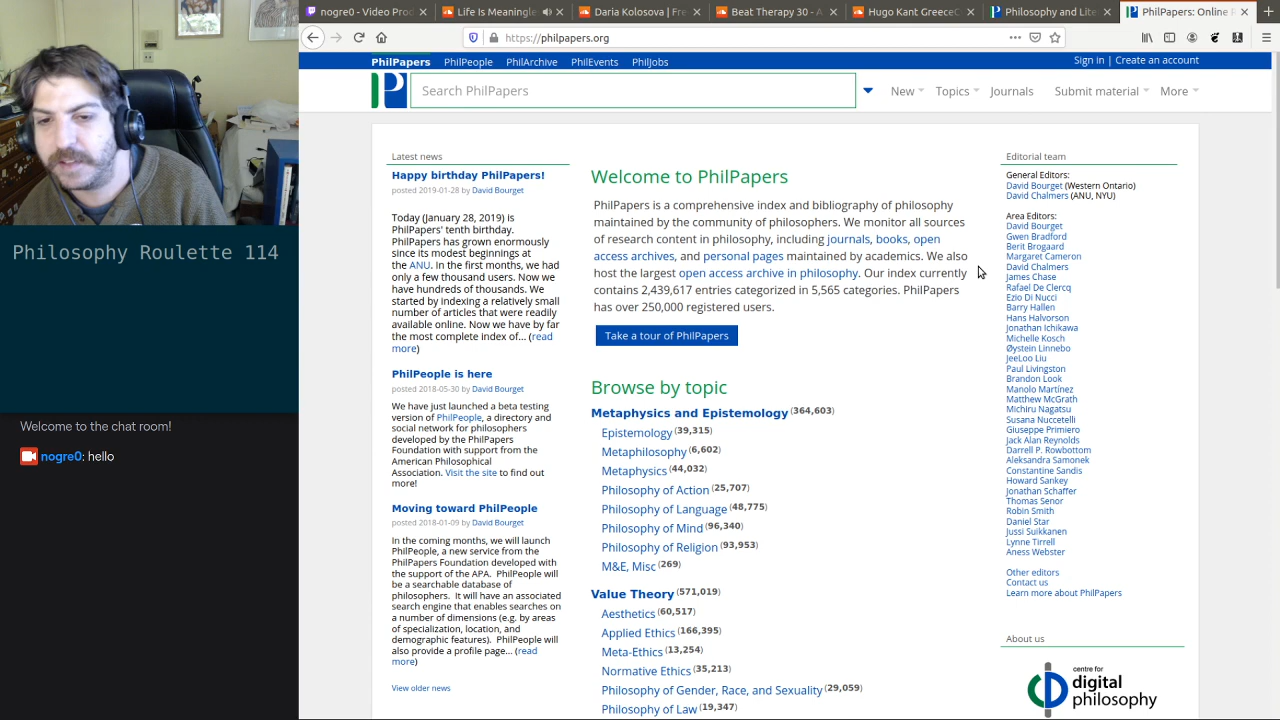 nogre0 - Video Prod
Life Is Meaningle
Daria Kolosova | Fre
Beat Therapy 30 - A
Hugo Kant GreeceC
Philosophy and Lite
PhilPapers: Online R
https://philpapers.org
PhilPapers PhilPeople PhilArchive PhilEvents PhilJobs
Sign in | Create an account
P
Search PhilPapers
New Topics Journals Submit material More
Philosophy Roulette 114
Welcome to the chat room!
nogre0: hello
Latest news
Happy birthday PhilPapers!
posted 2019-01-28 by David Bourget
Today (January 28, 2019) is
PhilPapers' tenth birthday.
PhilPapers has grown enormously
since its modest beginnings at
the ANU. In the first months, we had
only a few thousand users. Now we
have hundreds of thousands. We
started by indexing a relatively small
number of articles that were readily
available online. Now we have by far
the most complete index of... (read
more)
PhilPeople is here
posted 2018-05-30 by David Bourget
We have just launched a beta testing
version of PhilPeople, a directory and
social network for philosophers
developed by the PhilPapers
Foundation with support from the
American Philosophical
Association. Visit the site to find out
more!
Moving toward PhilPeople
posted 2018-01-09 by David Bourget
In the coming months, we will launch
PhilPeople, a new service from the
PhilPapers Foundation developed with
the support of the APA. PhilPeople will
be a searchable database of
philosophers. It will have an associated
search engine that enables searches on
a number of dimensions (e.g. by areas
of specialization, location, and
demographic features). PhilPeople will
also provide a profile page... (read
more)
View older news
Welcome to PhilPapers
PhilPapers is a comprehensive index and bibliography of philosophy
maintained by the community of philosophers. We monitor all sources
of research content in philosophy, including journals, books, open
access archives, and personal pages maintained by academics. We also
host the largest open access archive in philosophy. Our index currently
contains 2,439,617 entries categorized in 5,565 categories. PhilPapers
has over 250,000 registered users.
Take a tour of PhilPapers
Browse by topic
Metaphysics and Epistemology (364,603)
Epistemology (39,315)
Metaphilosophy (6,602)
Metaphysics (44,032)
Philosophy of Action (25,707)
Philosophy of Language (48,775)
Philosophy of Mind (96,340)
Philosophy of Religion (93,953)
M&E, Misc (269)
Value Theory (571,019)
Aesthetics (60,517)
Applied Ethics (166,395)
Meta-Ethics (13,254)
Normative Ethics (35,213)
Philosophy of Gender, Race, and Sexuality (29,059)
Philosophy of Law (19,347)
Editorial team
General Editors:
David Bourget (Western Ontario)
David Chalmers (ANU, NYU)
Area Editors:
David Bourget
Gwen Bradford
Berit Brogaard
Margaret Cameron
David Chalmers
James Chase
Rafael De Clercq
Ezio Di Nucci
Barry Hallen
Hans Halvorson
Jonathan Ichikawa
Michelle Kosch
Øystein Linnebo
JeeLoo Liu
Paul Livingston
Brandon Look
Manolo Martínez
Matthew McGrath
Michiru Nagatsu
Susana Nuccetelli
Giuseppe Primiero
Jack Alan Reynolds
Darrell P. Rowbottom
Aleksandra Samonek
Constantine Sandis
Howard Sankey
Jonathan Schaffer
Thomas Senor
Robin Smith
Daniel Star
Jussi Suikkanen
Lynne Tirrell
Aness Webster
Other editors
Contact us
Learn more about PhilPapers
About us
centre for
digital
philosophy